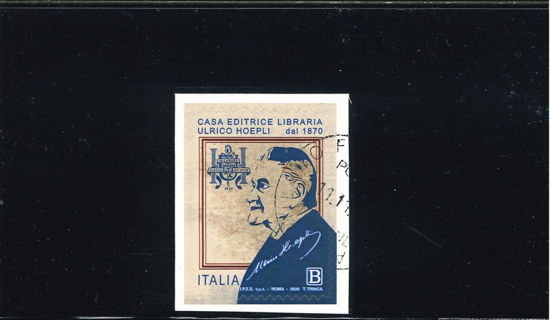 CASA EDITRICE LIBRARIA
ULRICO HOEPLI dal 1870
ITALIA
B
I.P.Z.S. S.p.A. - ROMA - 2020 T. TRINCA